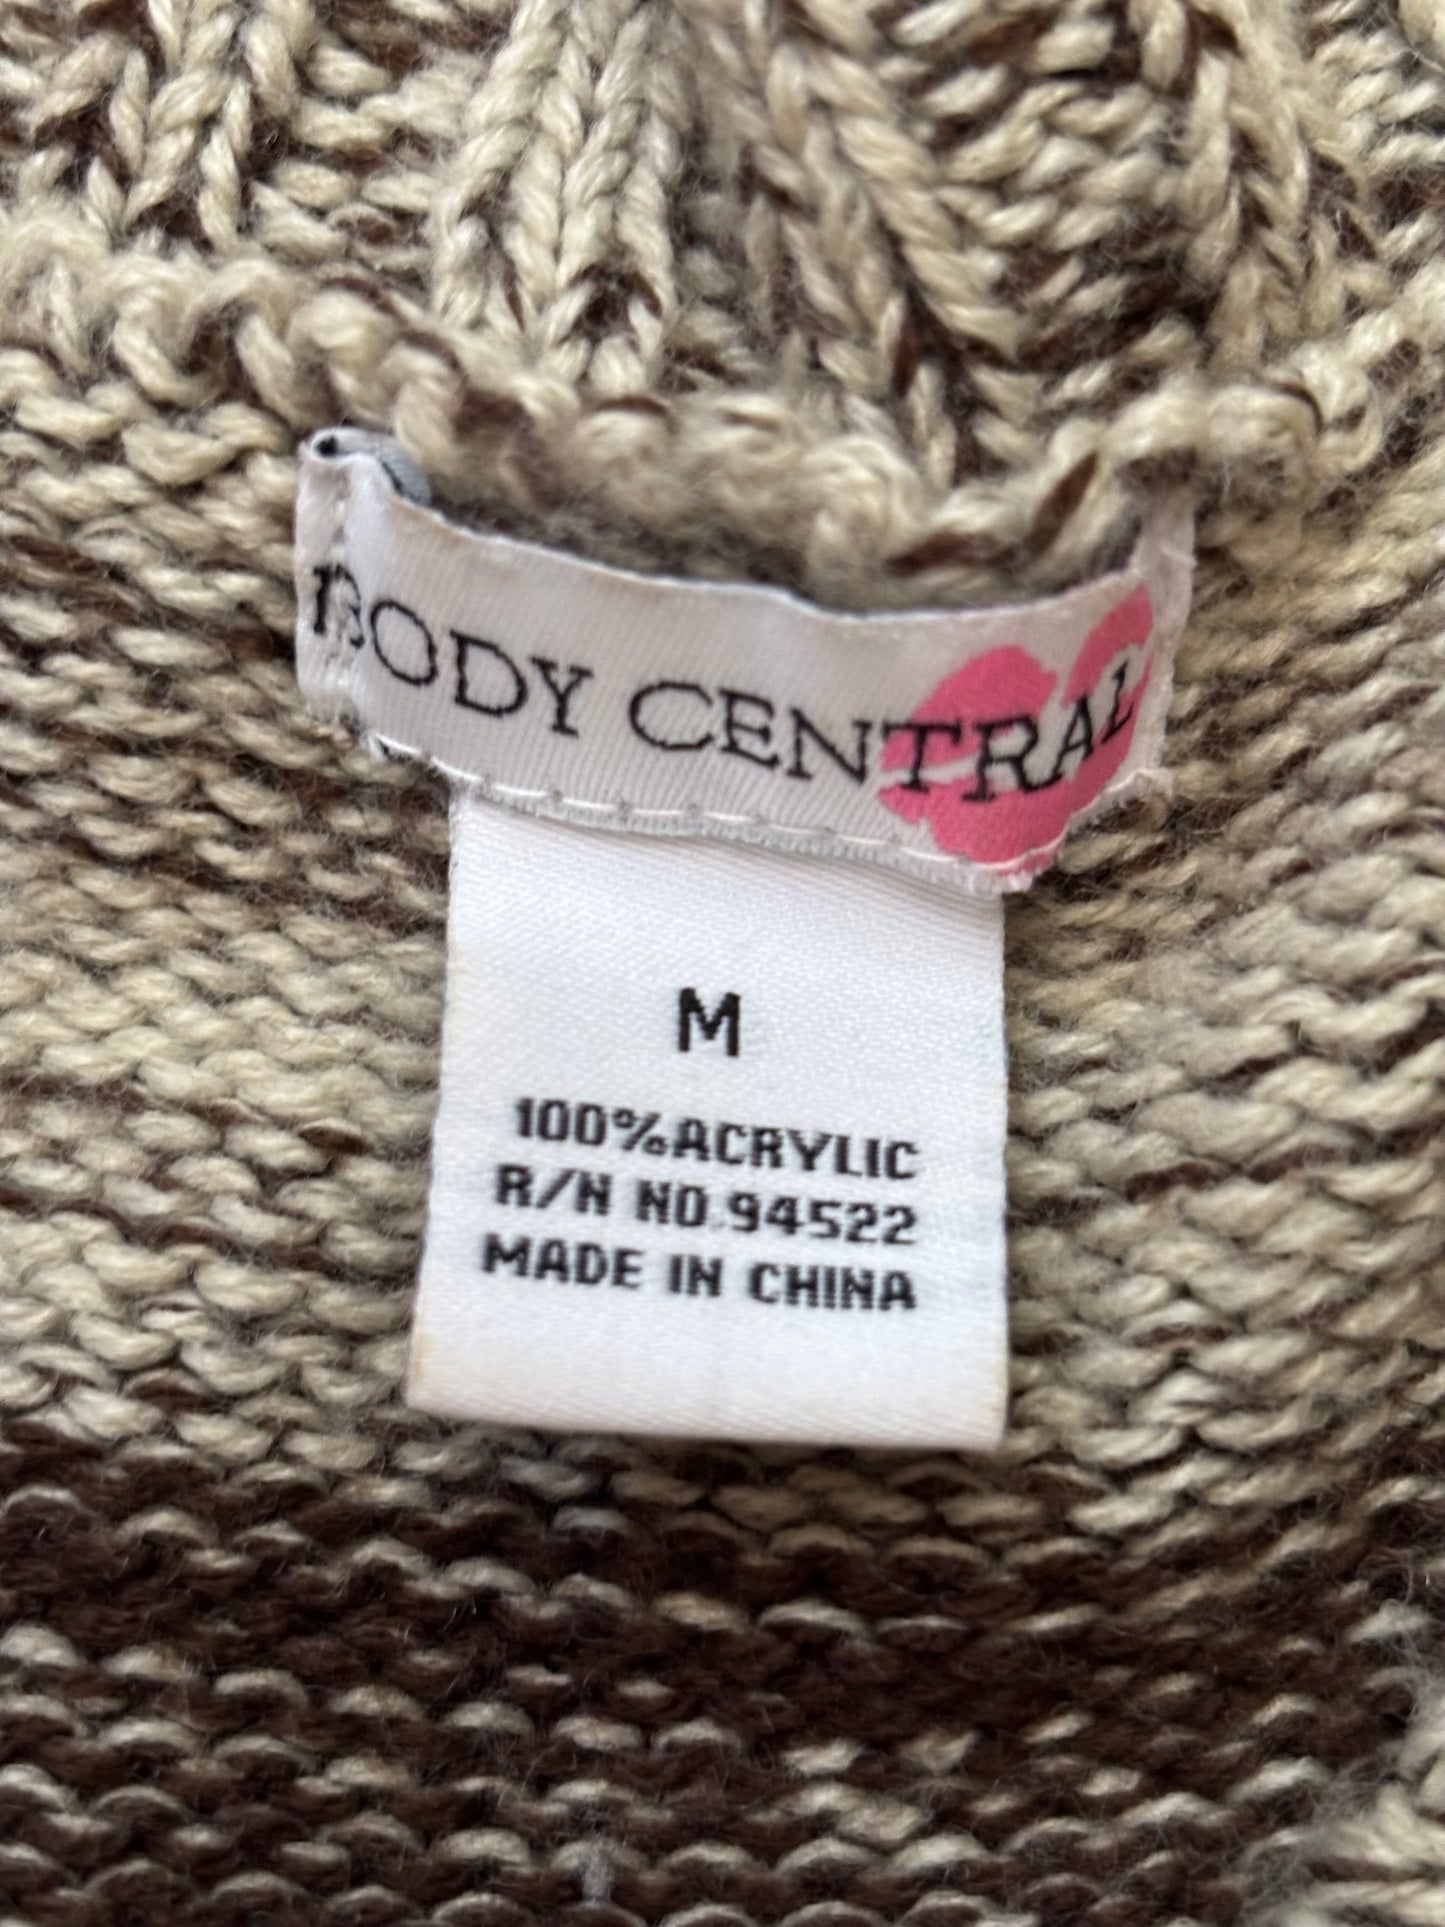 BODY CENTRAL
M
100%ACRYLIC
R/N NO.94522
MADE IN CHINA